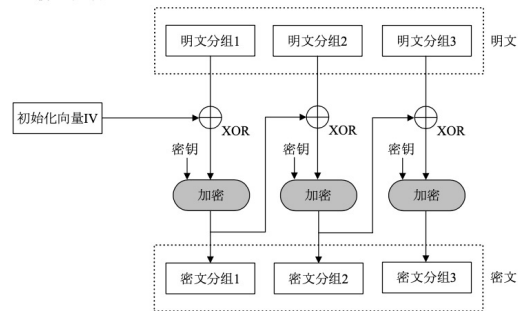 明文分组1 明文分组2 明文分组3 明文
初始化向量IV
XOR XOR XOR
密钥 密钥 密钥
加密 加密 加密
密文分组1 密文分组2 密文分组3 密文